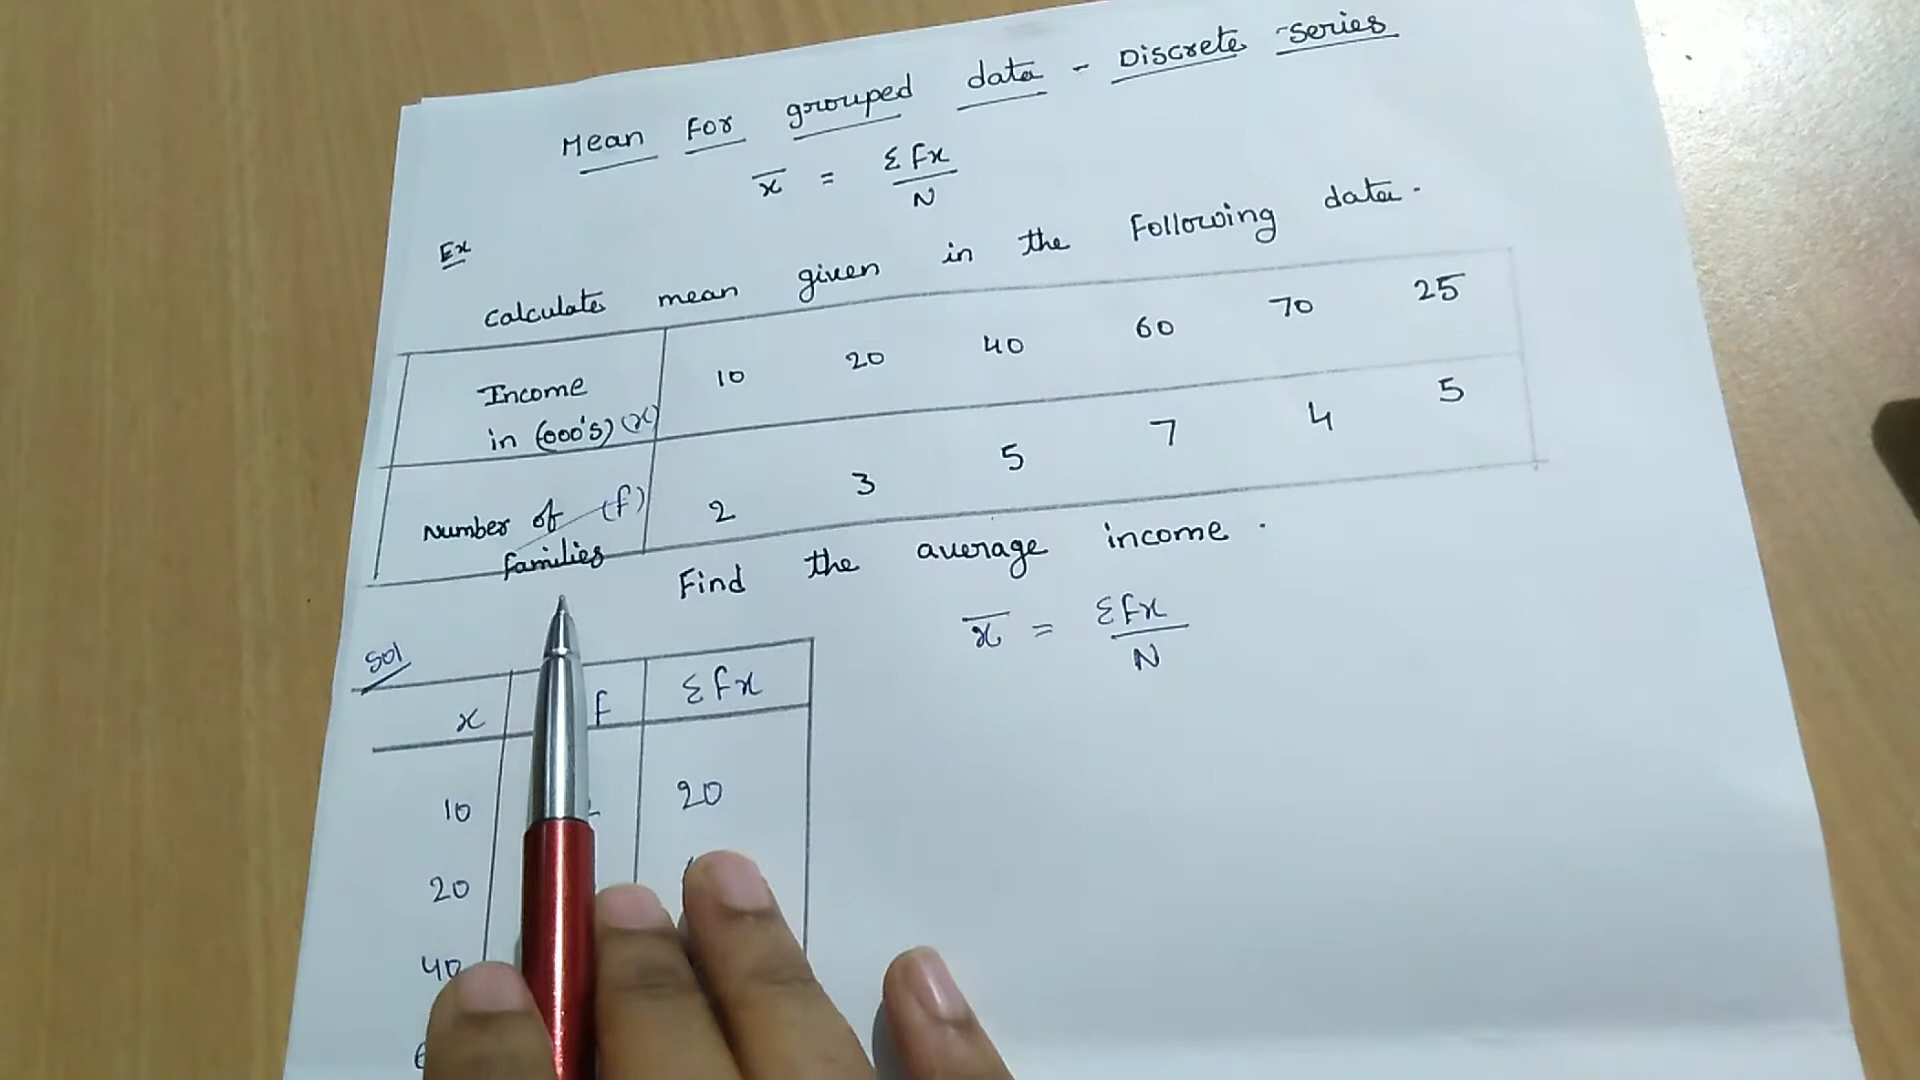 Mean For grouped data - Discrete series
x̄ = Σfx / N
Ex
Calculate mean given in the Following data.
Income in (000's) (x) 10 20 40 60 70 25
Number of families (f) 2 3 5 7 4 5
Find the average income.
Sol
x̄ = Σfx / N
x f Σfx
10 20
20
40